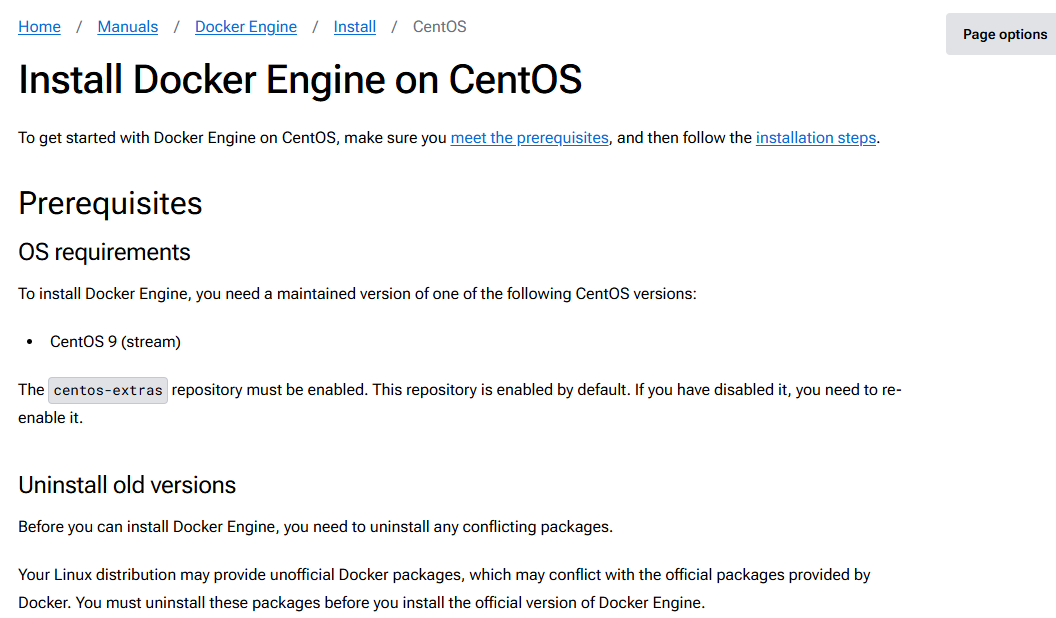 Home / Manuals / Docker Engine / Install / CentOS
Page options
Install Docker Engine on CentOS
To get started with Docker Engine on CentOS, make sure you meet the prerequisites, and then follow the installation steps.
Prerequisites
OS requirements
To install Docker Engine, you need a maintained version of one of the following CentOS versions:
• CentOS 9 (stream)
The centos-extras repository must be enabled. This repository is enabled by default. If you have disabled it, you need to re-
enable it.
Uninstall old versions
Before you can install Docker Engine, you need to uninstall any conflicting packages.
Your Linux distribution may provide unofficial Docker packages, which may conflict with the official packages provided by
Docker. You must uninstall these packages before you install the official version of Docker Engine.